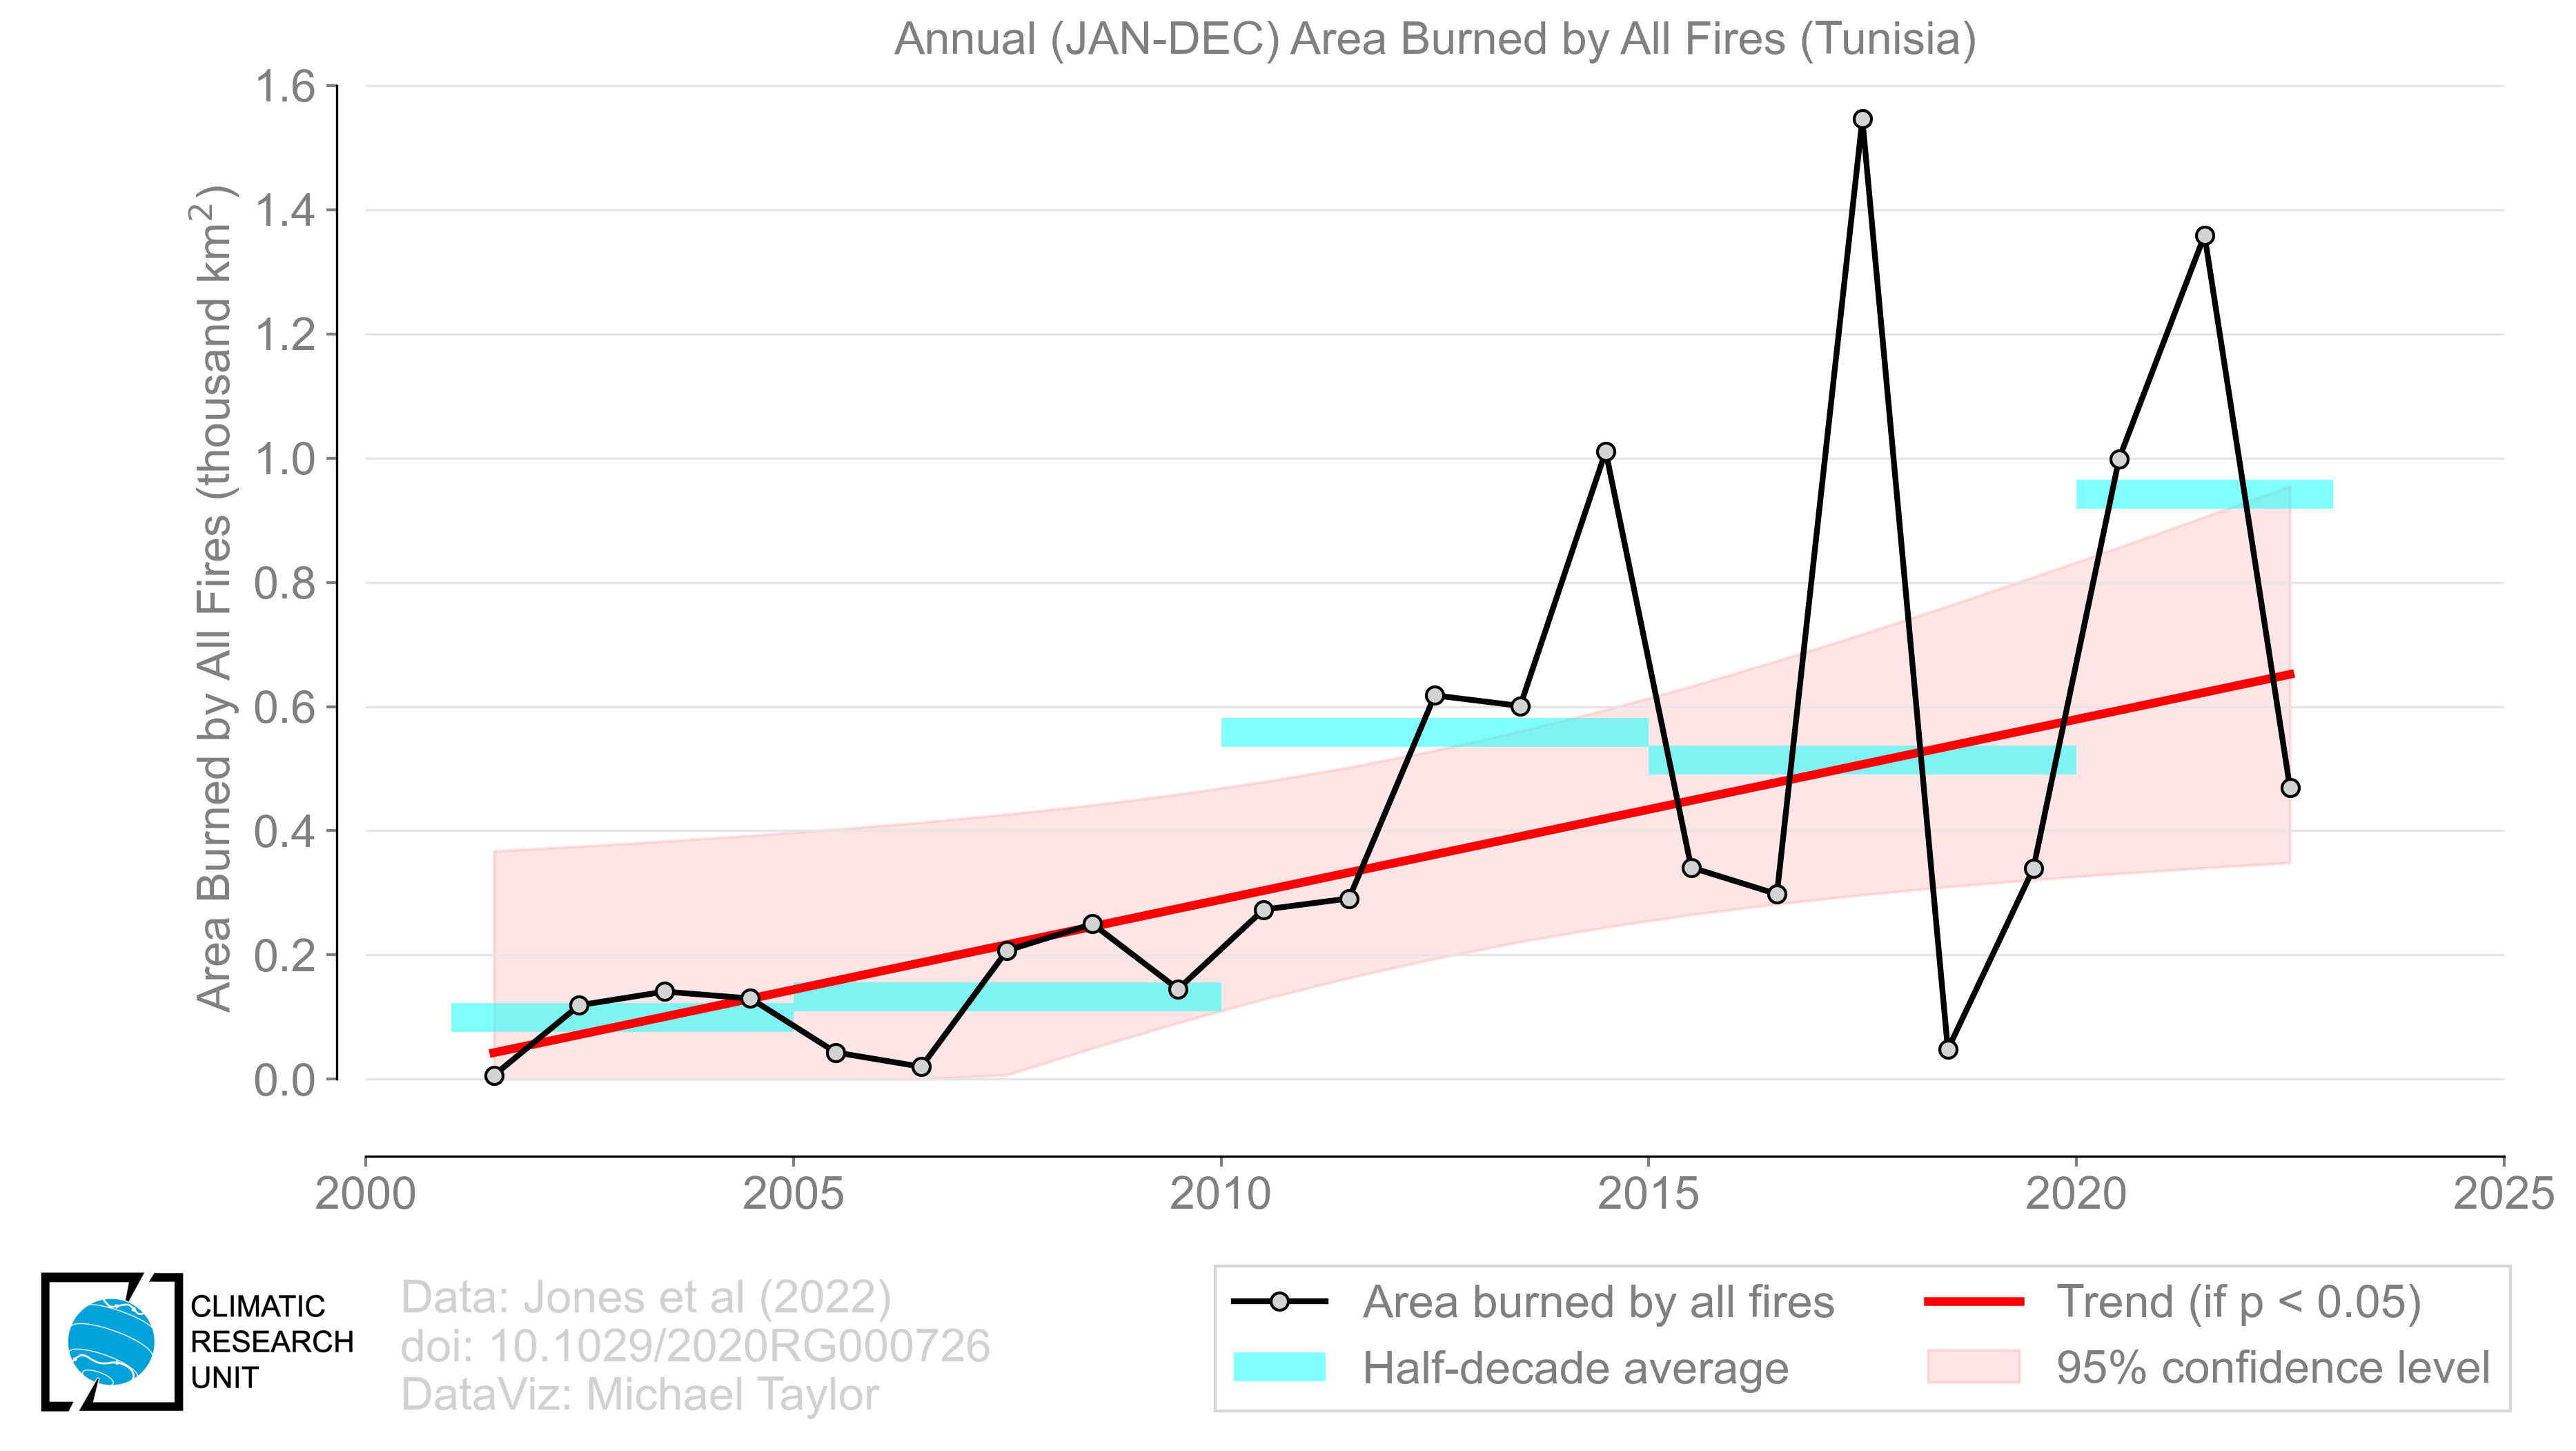 Annual (JAN-DEC) Area Burned by All Fires (Tunisia)
Area Burned by All Fires (thousand km²)
1.6
1.4
1.2
1.0
0.8
0.6
0.4
0.2
0.0
2000 2005 2010 2015 2020 2025
CLIMATIC
RESEARCH
UNIT
Data: Jones et al (2022)
doi: 10.1029/2020RG000726
DataViz: Michael Taylor
Area burned by all fires
Half-decade average
Trend (if p < 0.05)
95% confidence level